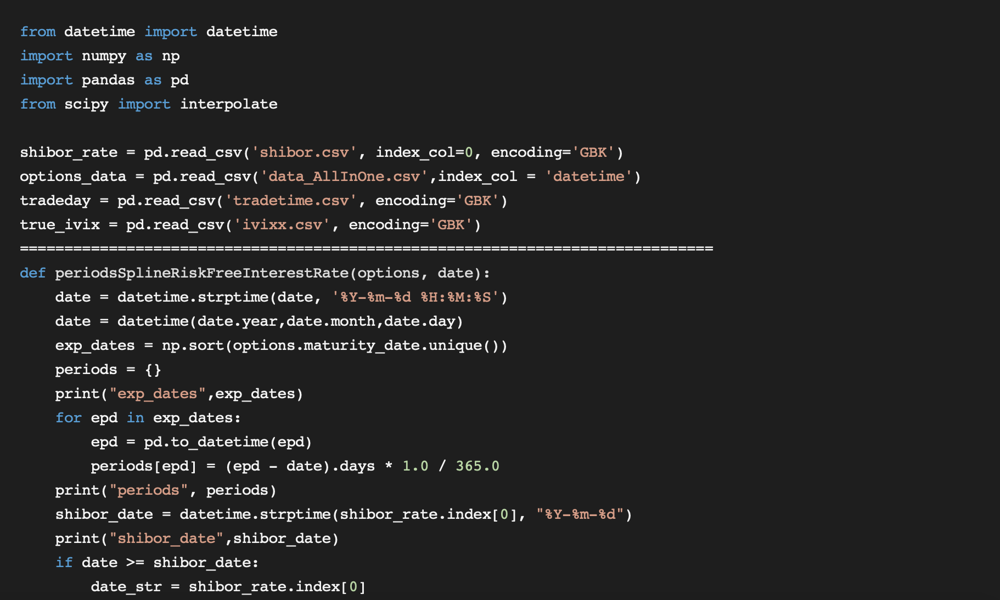 from datetime import datetime
import numpy as np
import pandas as pd
from scipy import interpolate

shibor_rate = pd.read_csv('shibor.csv', index_col=0, encoding='GBK')
options_data = pd.read_csv('data_AllInOne.csv',index_col = 'datetime')
tradeday = pd.read_csv('tradetime.csv', encoding='GBK')
true_ivix = pd.read_csv('ivixx.csv', encoding='GBK')
==============================================================================
def periodsSplineRiskFreeInterestRate(options, date):
    date = datetime.strptime(date, '%Y-%m-%d %H:%M:%S')
    date = datetime(date.year,date.month,date.day)
    exp_dates = np.sort(options.maturity_date.unique())
    periods = {}
    print("exp_dates",exp_dates)
    for epd in exp_dates:
        epd = pd.to_datetime(epd)
        periods[epd] = (epd - date).days * 1.0 / 365.0
    print("periods", periods)
    shibor_date = datetime.strptime(shibor_rate.index[0], "%Y-%m-%d")
    print("shibor_date",shibor_date)
    if date >= shibor_date:
        date_str = shibor_rate.index[0]